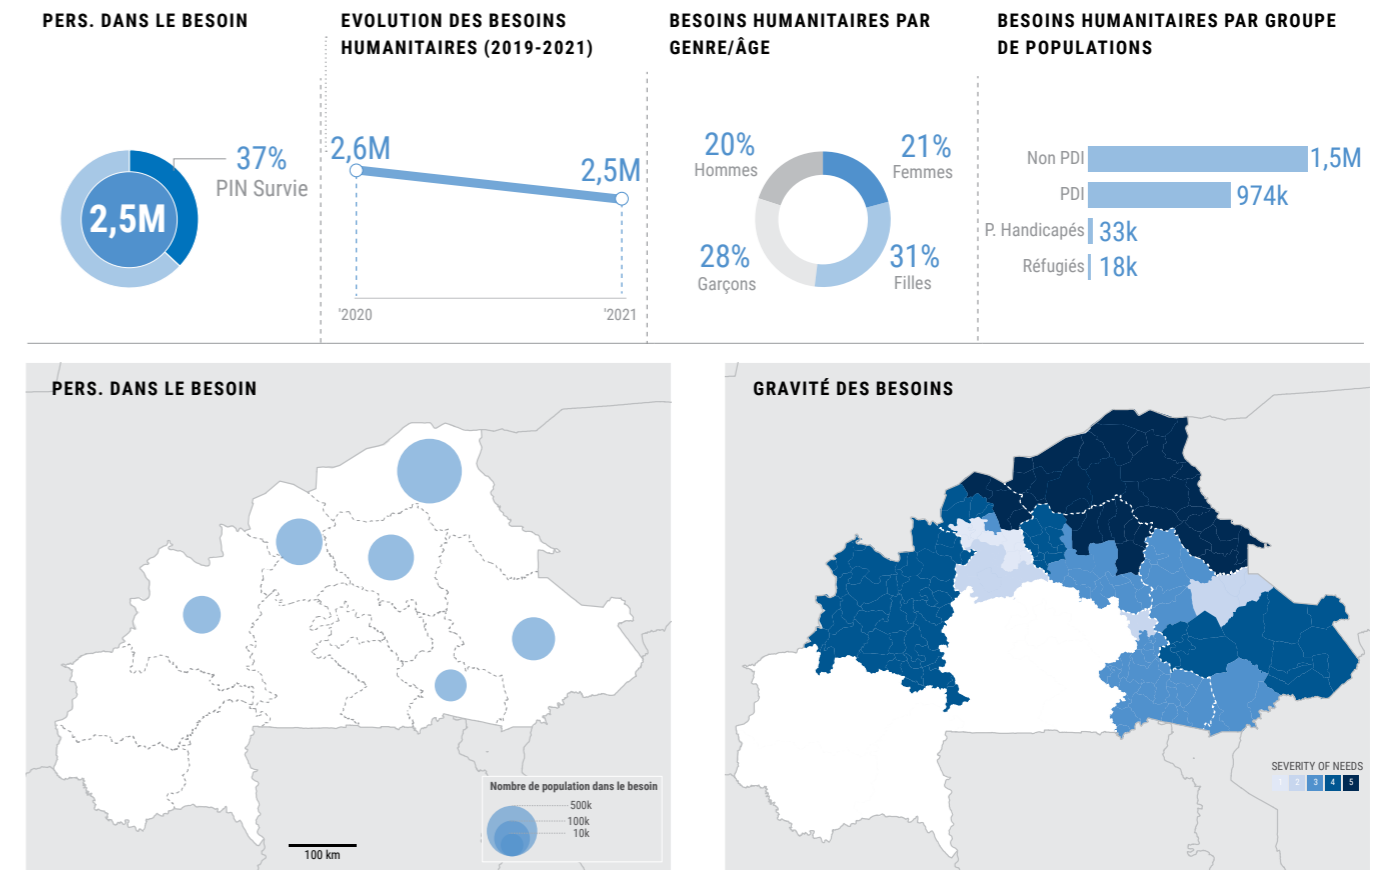 PERS. DANS LE BESOIN
2,5M
37%
PIN Survie
EVOLUTION DES BESOINS
HUMANITAIRES (2019-2021)
2,6M
2,5M
'2020
'2021
BESOINS HUMANITAIRES PAR
GENRE/ÂGE
20%
Hommes
21%
Femmes
28%
Garçons
31%
Filles
BESOINS HUMANITAIRES PAR GROUPE
DE POPULATIONS
Non PDI 1,5M
PDI 974k
P. Handicapés 33k
Réfugiés 18k
PERS. DANS LE BESOIN
Nombre de population dans le besoin
500k
100k
10k
100 km
GRAVITÉ DES BESOINS
SEVERITY OF NEEDS
1 2 3 4 5